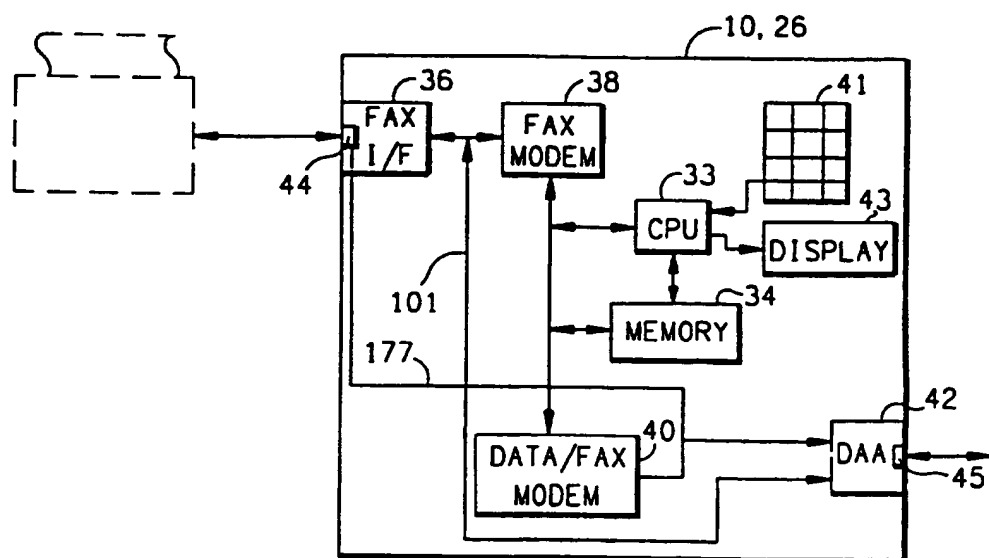 10, 26
36
FAX
I/F
44
38
FAX
MODEM
41
33
CPU
43
DISPLAY
101
34
MEMORY
177
40
DATA/FAX
MODEM
42
DAA
45